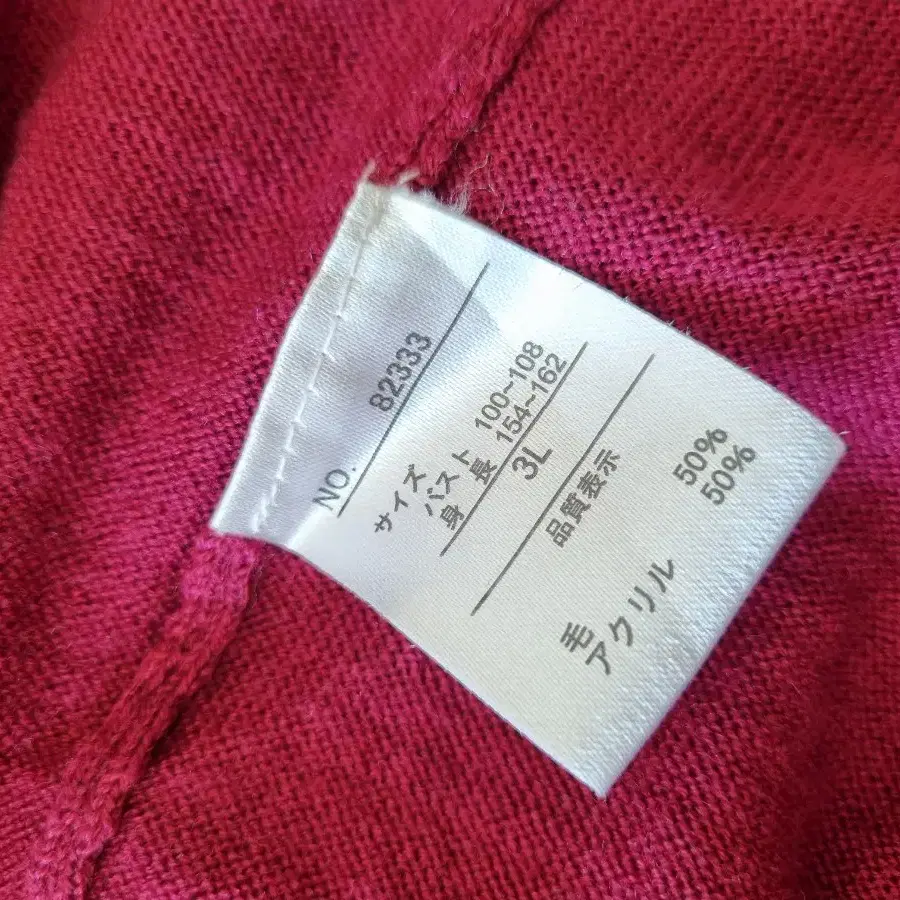 NO. 82333
サイズ
バスト 100~108
身長 154~162
3L
品質表示
毛 50%
アクリル 50%